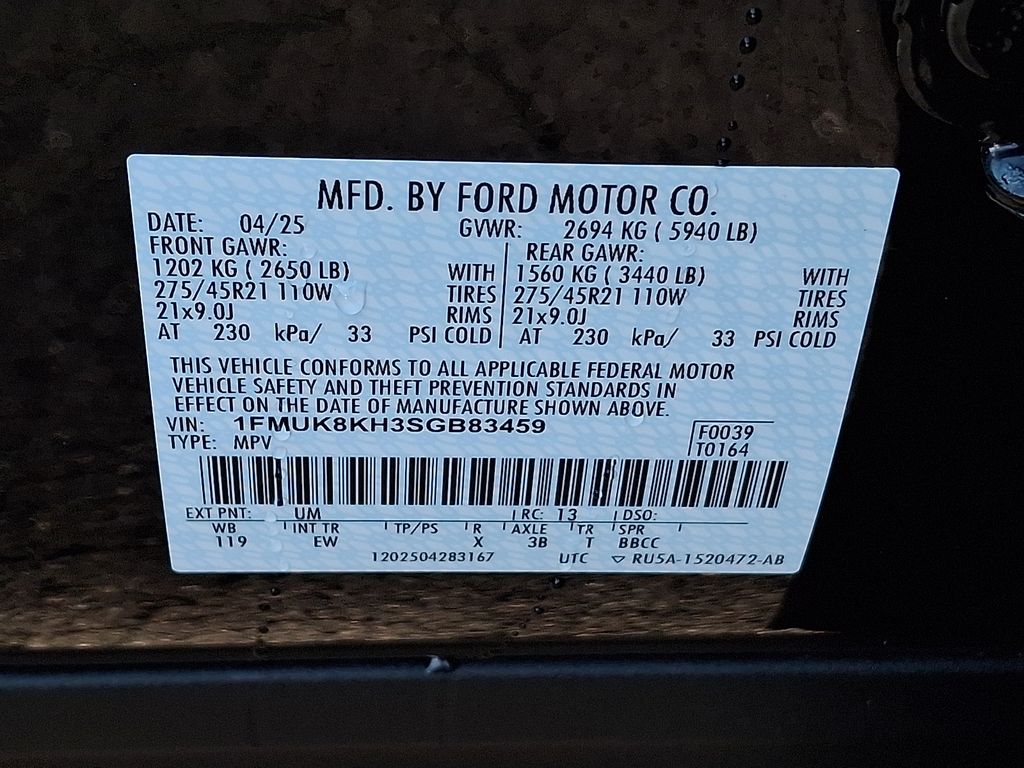 MFD. BY FORD MOTOR CO.
DATE: 04/25 GVWR: 2694 KG ( 5940 LB)
FRONT GAWR: REAR GAWR:
1202 KG ( 2650 LB) WITH 1560 KG ( 3440 LB) WITH
275/45R21 110W TIRES 275/45R21 110W TIRES
21x9.0J RIMS 21x9.0J RIMS
AT 230 kPa/ 33 PSI COLD AT 230 kPa/ 33 PSI COLD
THIS VEHICLE CONFORMS TO ALL APPLICABLE FEDERAL MOTOR
VEHICLE SAFETY AND THEFT PREVENTION STANDARDS IN
EFFECT ON THE DATE OF MANUFACTURE SHOWN ABOVE.
VIN: 1FMUK8KH3SGB83459 F0039
TYPE: MPV T0164
EXT PNT: UM RC: 13 DSO:
WB INT TR TP/PS R AXLE TR SPR
119 EW X 3B T BBCC
1202504283167 UTC ▽ RU5A-1520472-AB